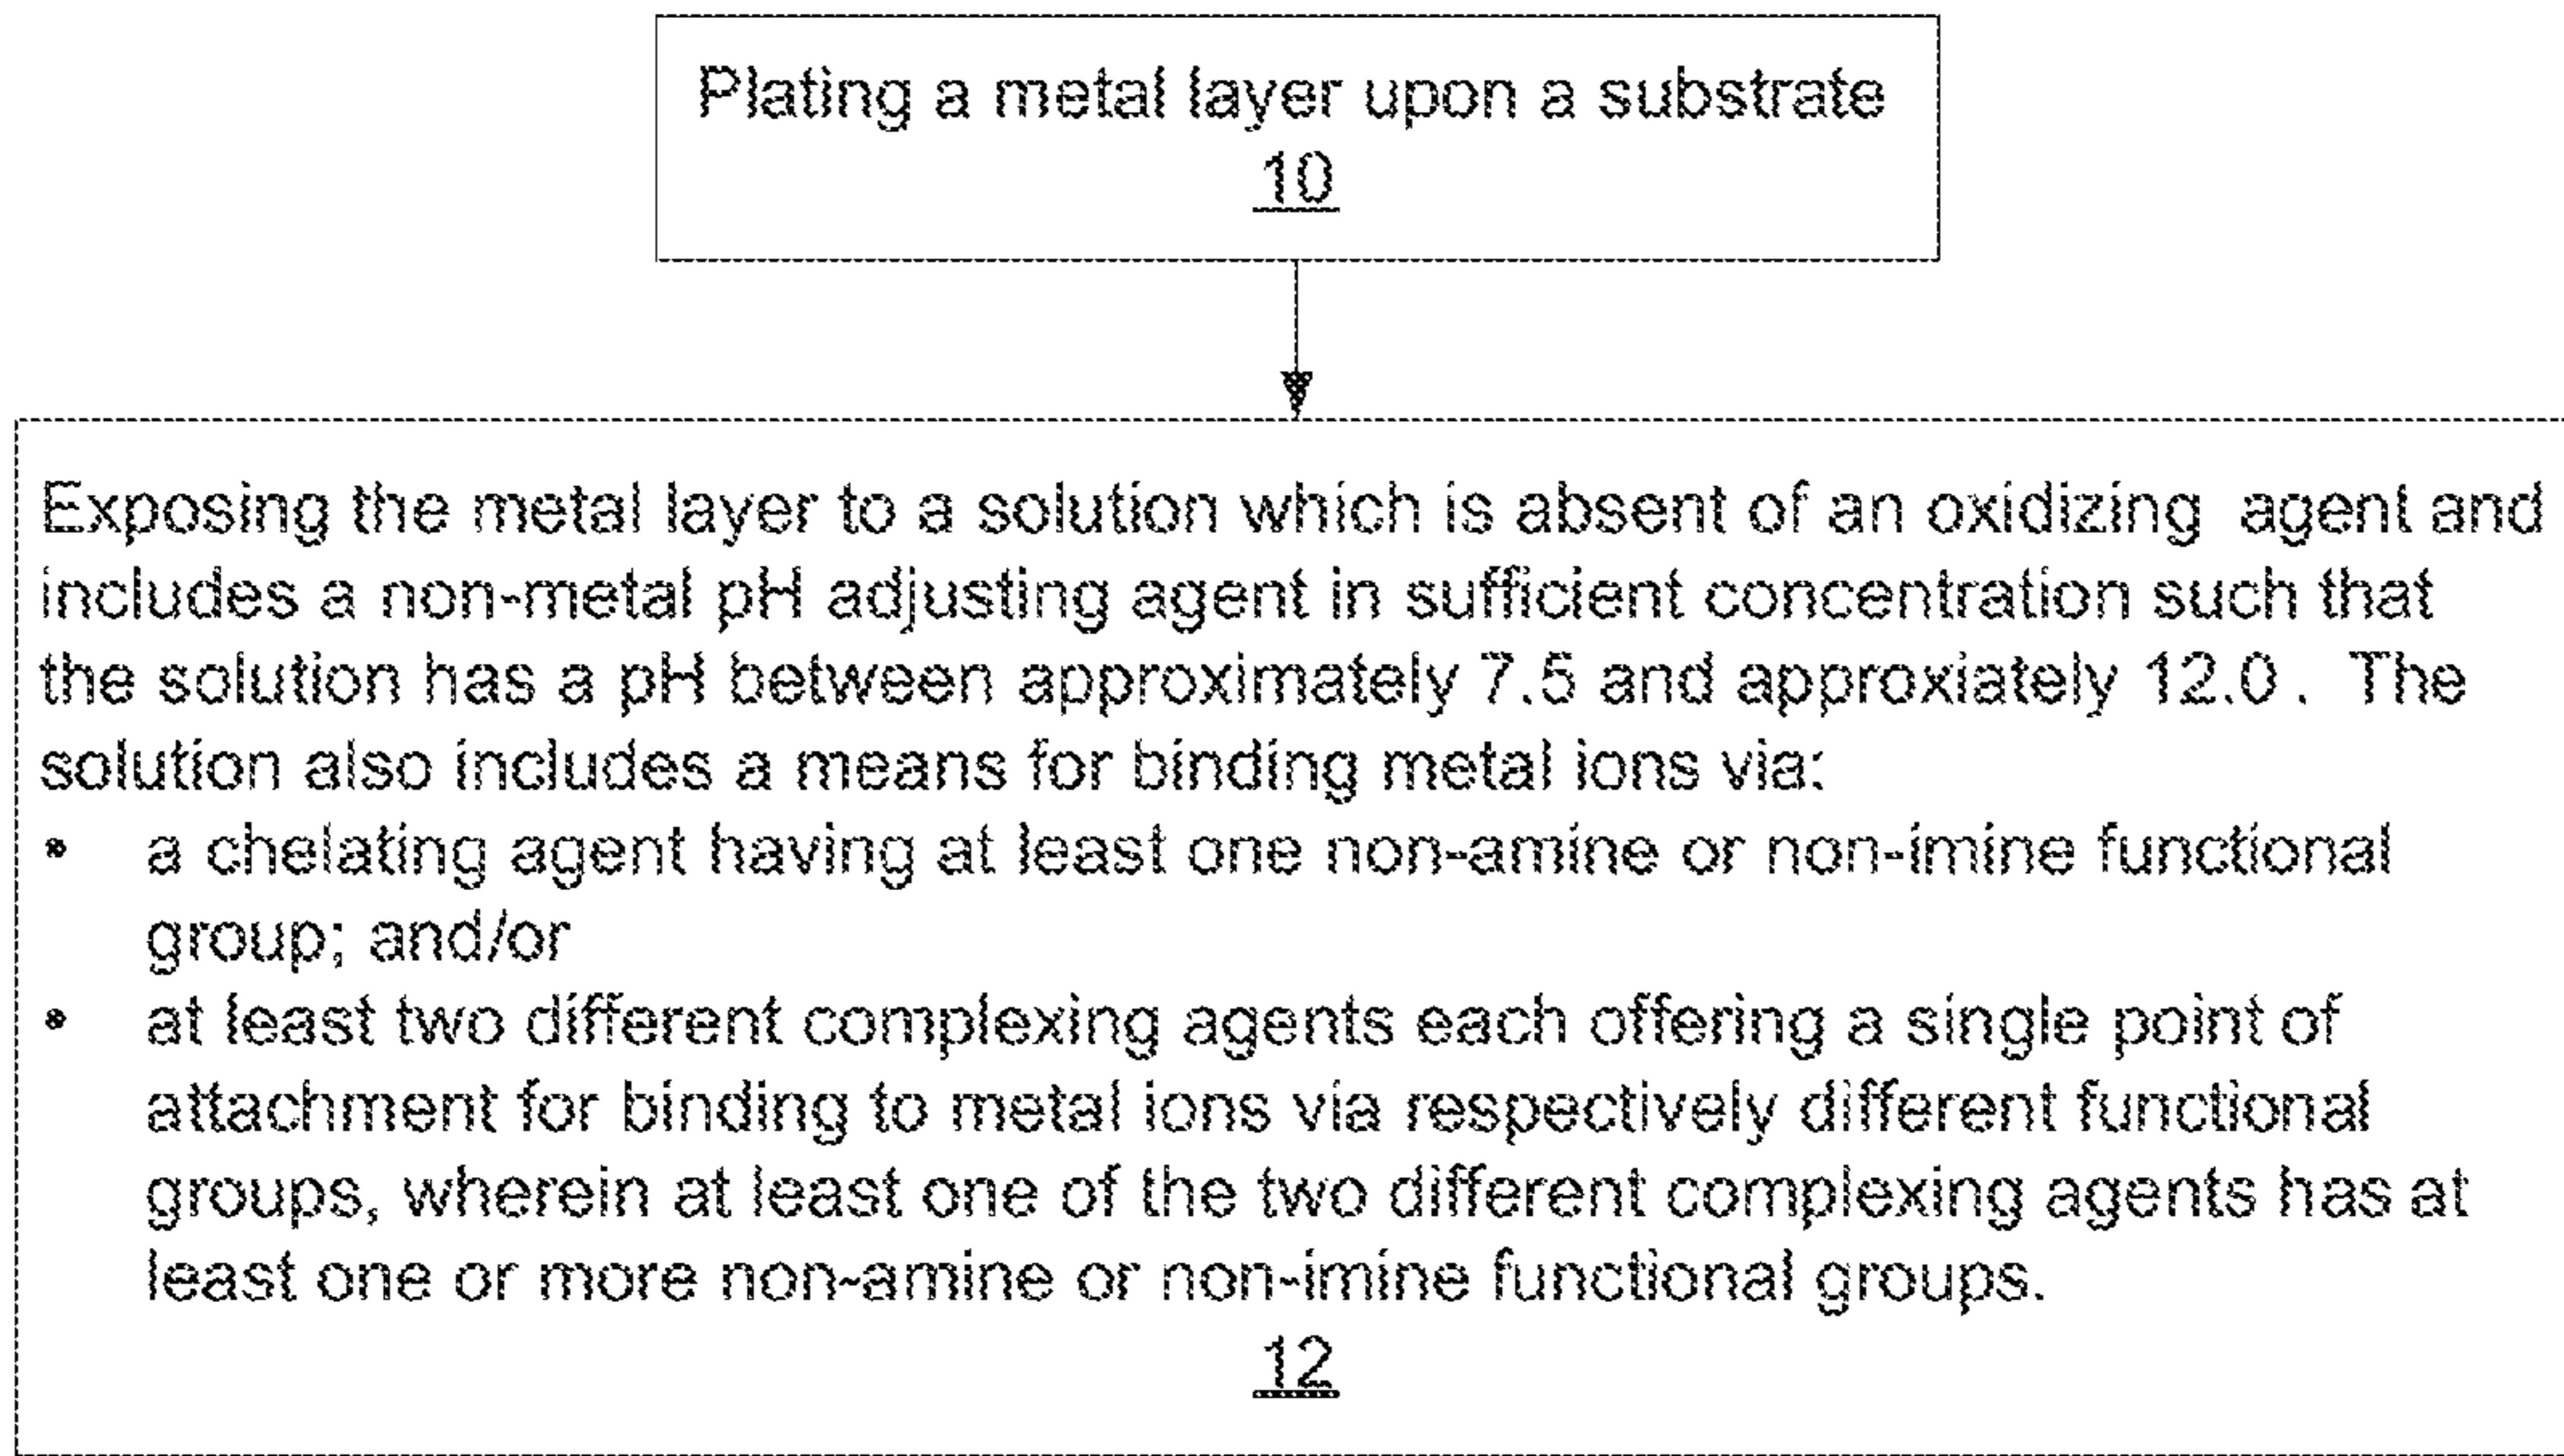 Plating a metal layer upon a substrate
10
Exposing the metal layer to a solution which is absent of an oxidizing agent and
includes a non-metal pH adjusting agent in sufficient concentration such that
the solution has a pH between approximately 7.5 and approxiately 12.0 . The
solution also includes a means for binding metal ions via:
• a chelating agent having at least one non-amine or non-imine functional
group; and/or
• at least two different complexing agents each offering a single point of
attachment for binding to metal ions via respectively different functional
groups, wherein at least one of the two different complexing agents has at
least one or more non-amine or non-imine functional groups.
12